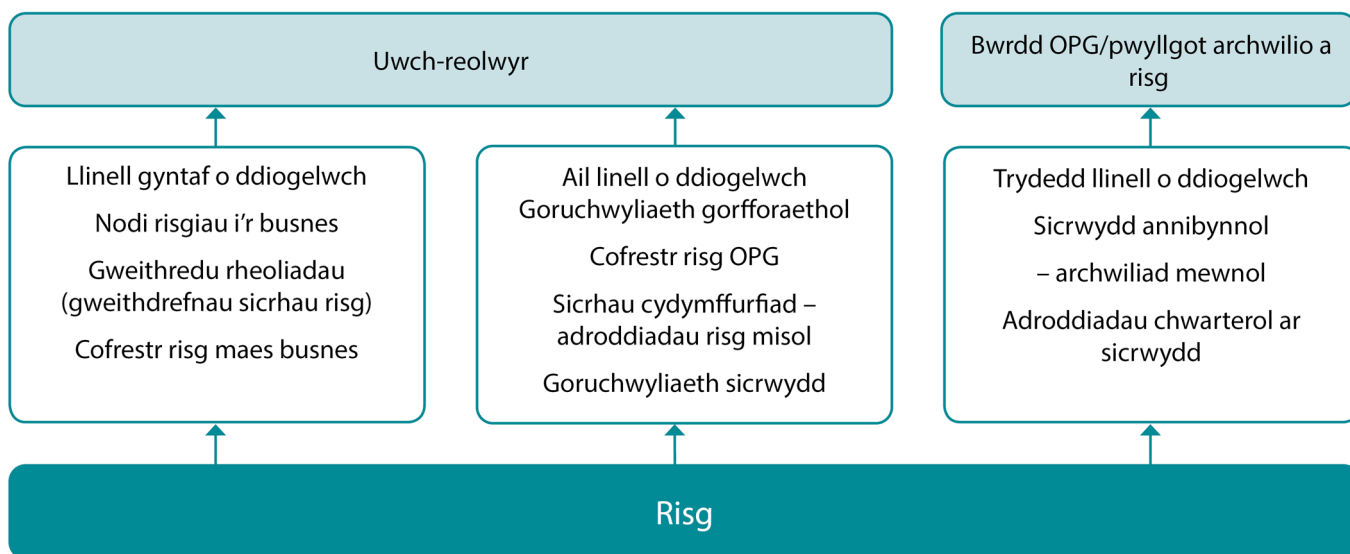 Uwch-reolwyr
Bwrdd OPG/pwyllgot archwilio a
risg
Llinell gyntaf o ddiogelwch
Nodi risgiau i'r busnes
Gweithredu rheoliadau
(gweithdrefnau sicrhau risg)
Cofrestr risg maes busnes
Ail linell o ddiogelwch
Goruchwyliaeth gorfforaethol
Cofrestr risg OPG
Sicrhau cydymffurfiad –
adroddiadau risg misol
Goruchwyliaeth sicrwydd
Trydedd llinell o ddiogelwch
Sicrwydd annibynnol
– archwiliad mewnol
Adroddiadau chwarterol ar
sicrwydd
Risg